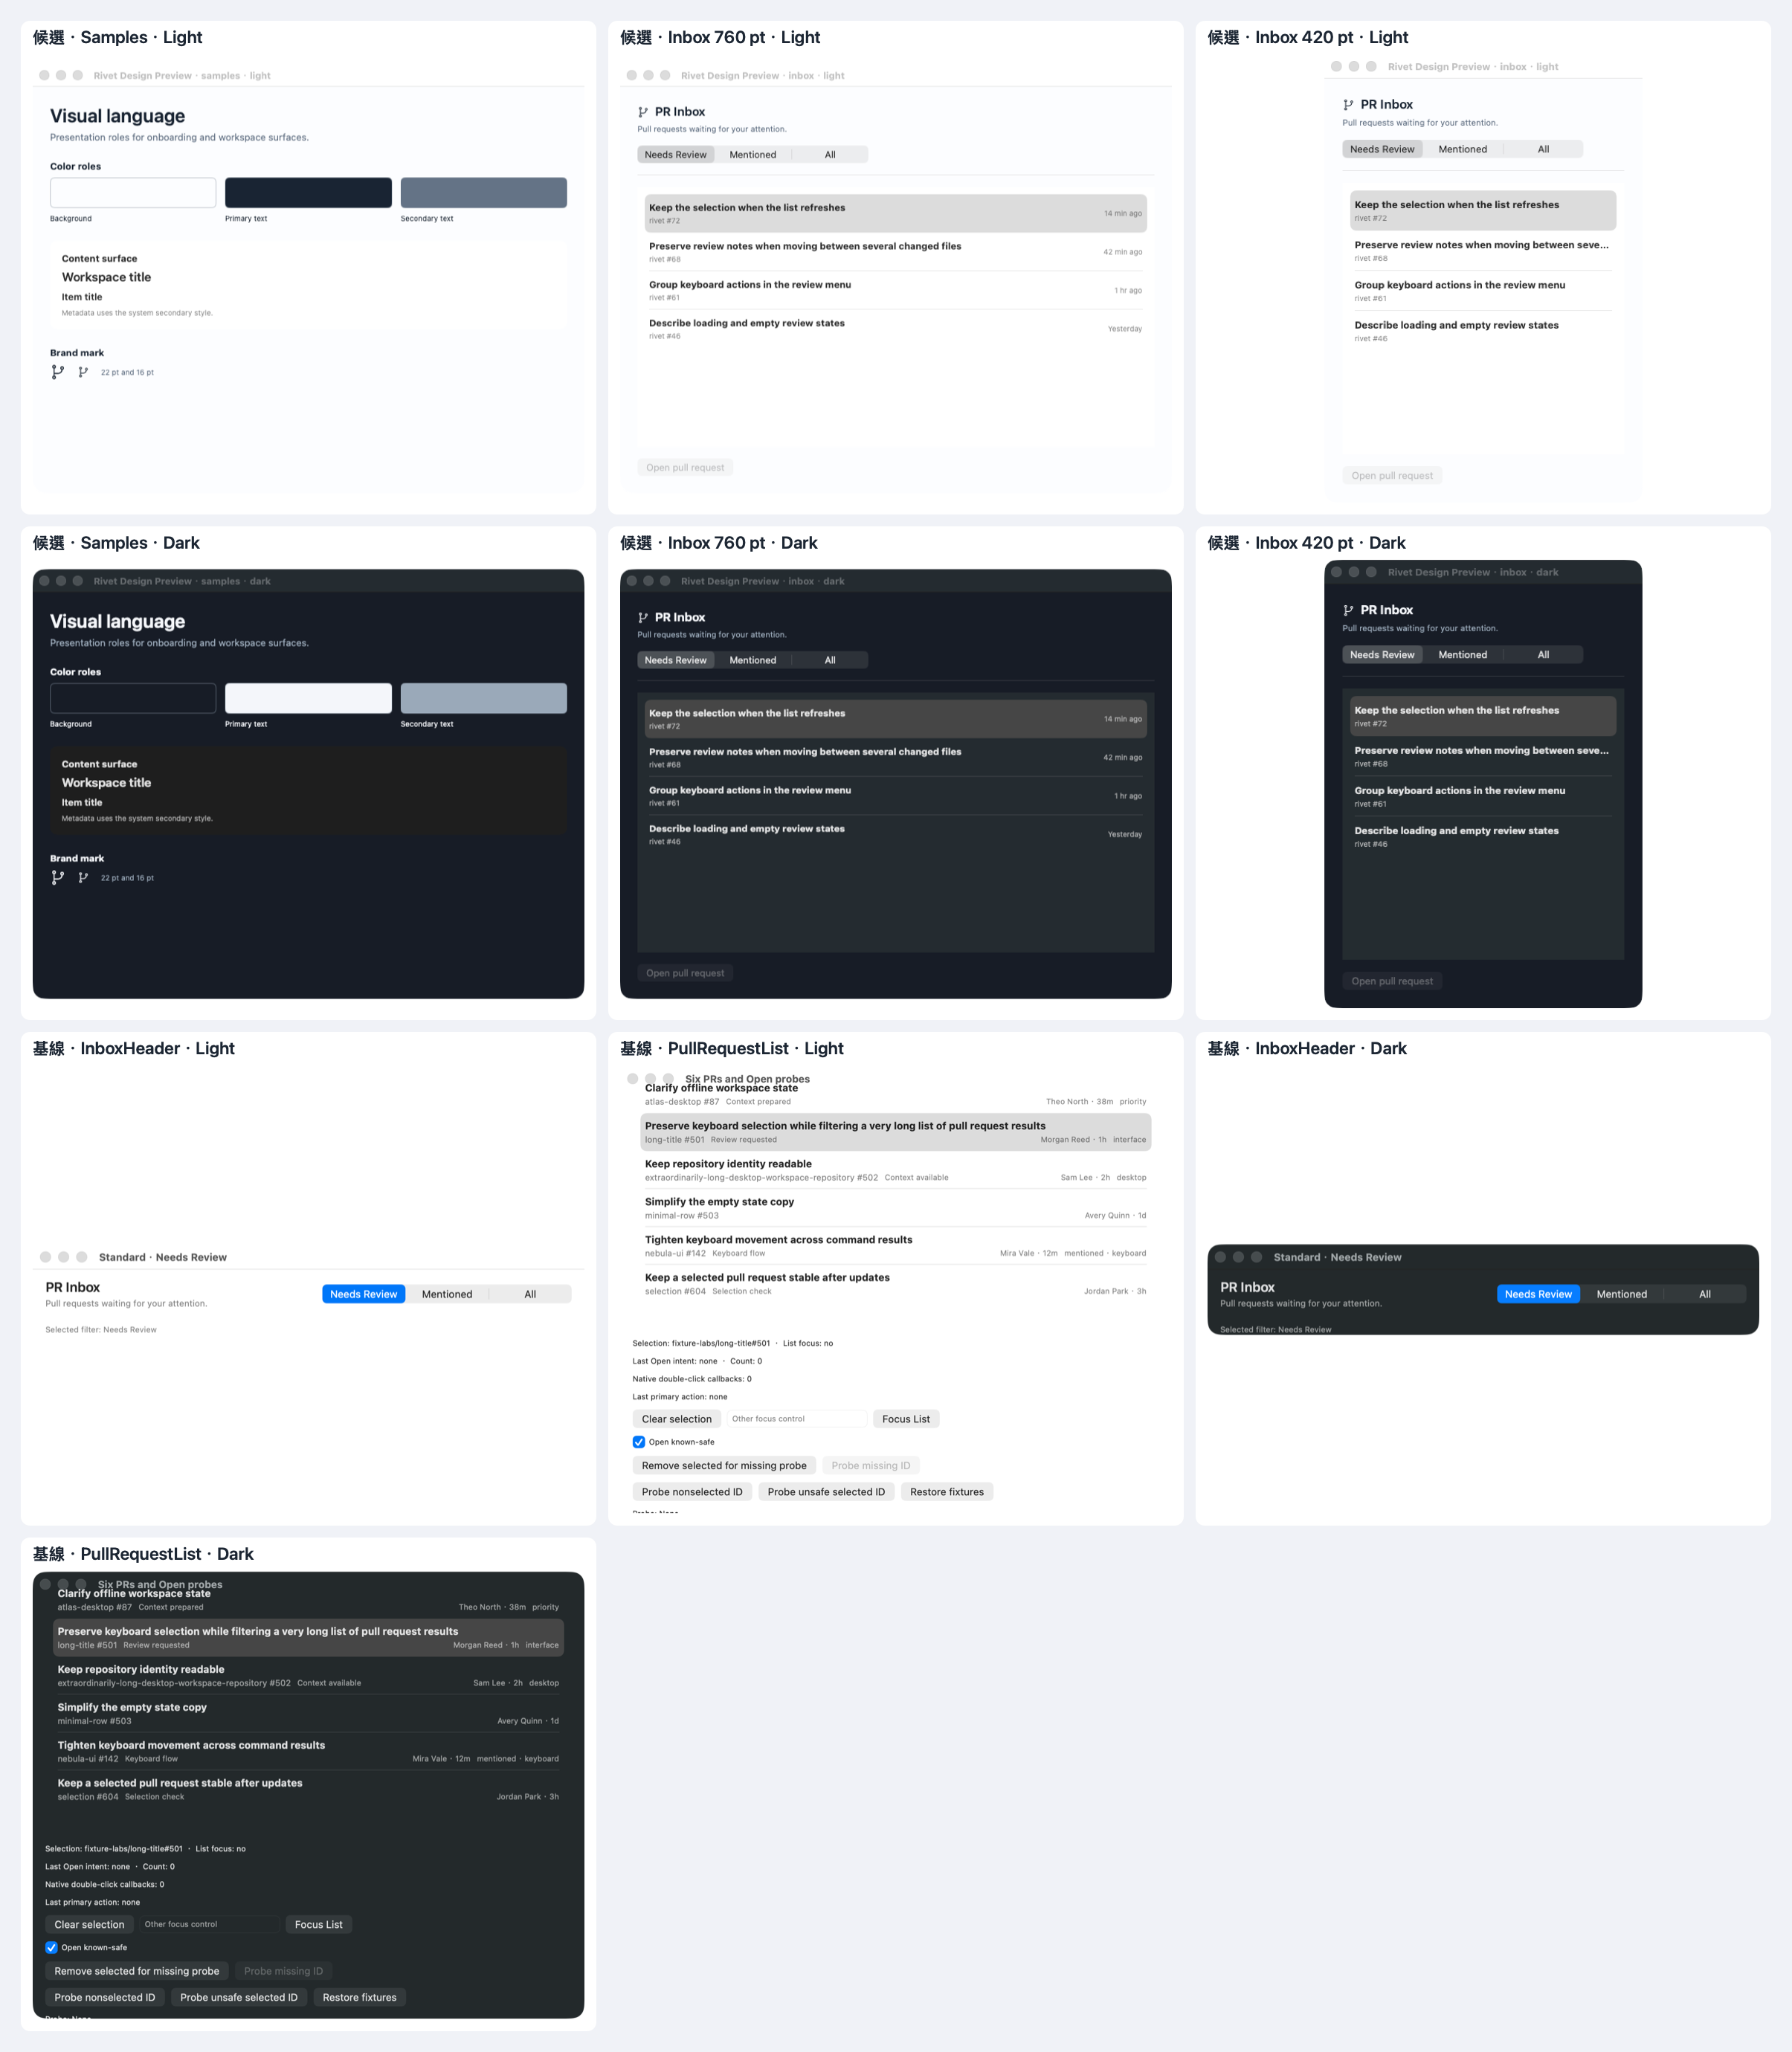 候選 · Samples · Light
Rivet Design Preview · samples · light
Visual language
Presentation roles for onboarding and workspace surfaces.
Color roles
Background
Primary text
Secondary text
Content surface
Workspace title
Item title
Metadata uses the system secondary style.
Brand mark
22 pt and 16 pt
候選 · Inbox 760 pt · Light
Rivet Design Preview · inbox · light
PR Inbox
Pull requests waiting for your attention.
Needs Review Mentioned All
Keep the selection when the list refreshes
rivet #72
14 min ago
Preserve review notes when moving between several changed files
rivet #68
42 min ago
Group keyboard actions in the review menu
rivet #61
1 hr ago
Describe loading and empty review states
rivet #46
Yesterday
Open pull request
候選 · Inbox 420 pt · Light
Rivet Design Preview · inbox · light
PR Inbox
Pull requests waiting for your attention.
Needs Review Mentioned All
Keep the selection when the list refreshes
rivet #72
Preserve review notes when moving between seve...
rivet #68
Group keyboard actions in the review menu
rivet #61
Describe loading and empty review states
rivet #46
Open pull request
候選 · Samples · Dark
Rivet Design Preview · samples · dark
Visual language
Presentation roles for onboarding and workspace surfaces.
Color roles
Background
Primary text
Secondary text
Content surface
Workspace title
Item title
Metadata uses the system secondary style.
Brand mark
22 pt and 16 pt
候選 · Inbox 760 pt · Dark
Rivet Design Preview · inbox · dark
PR Inbox
Pull requests waiting for your attention.
Needs Review Mentioned All
Keep the selection when the list refreshes
rivet #72
14 min ago
Preserve review notes when moving between several changed files
rivet #68
42 min ago
Group keyboard actions in the review menu
rivet #61
1 hr ago
Describe loading and empty review states
rivet #46
Yesterday
Open pull request
候選 · Inbox 420 pt · Dark
Rivet Design Preview · inbox · dark
PR Inbox
Pull requests waiting for your attention.
Needs Review Mentioned All
Keep the selection when the list refreshes
rivet #72
Preserve review notes when moving between seve...
rivet #68
Group keyboard actions in the review menu
rivet #61
Describe loading and empty review states
rivet #46
Open pull request
基線 · InboxHeader · Light
Standard · Needs Review
PR Inbox
Pull requests waiting for your attention.
Needs Review Mentioned All
Selected filter: Needs Review
基線 · PullRequestList · Light
Six PRs and Open probes
Clarify offline workspace state
atlas-desktop #87 Context prepared Theo North · 38m priority
Preserve keyboard selection while filtering a very long list of pull request results
long-title #501 Review requested Morgan Reed · 1h interface
Keep repository identity readable
extraordinarily-long-desktop-workspace-repository #502 Context available Sam Lee · 2h desktop
Simplify the empty state copy
minimal-row #503 Avery Quinn · 1d
Tighten keyboard movement across command results
nebula-ui #142 Keyboard flow Mira Vale · 12m mentioned · keyboard
Keep a selected pull request stable after updates
selection #604 Selection check Jordan Park · 3h
Selection: fixture-labs/long-title#501 · List focus: no
Last Open intent: none · Count: 0
Native double-click callbacks: 0
Last primary action: none
Clear selection Other focus control Focus List
Open known-safe
Remove selected for missing probe Probe missing ID
Probe nonselected ID Probe unsafe selected ID Restore fixtures
Probe: None
基線 · InboxHeader · Dark
Standard · Needs Review
PR Inbox
Pull requests waiting for your attention.
Needs Review Mentioned All
Selected filter: Needs Review
基線 · PullRequestList · Dark
Six PRs and Open probes
Clarify offline workspace state
atlas-desktop #87 Context prepared Theo North · 38m priority
Preserve keyboard selection while filtering a very long list of pull request results
long-title #501 Review requested Morgan Reed · 1h interface
Keep repository identity readable
extraordinarily-long-desktop-workspace-repository #502 Context available Sam Lee · 2h desktop
Simplify the empty state copy
minimal-row #503 Avery Quinn · 1d
Tighten keyboard movement across command results
nebula-ui #142 Keyboard flow Mira Vale · 12m mentioned · keyboard
Keep a selected pull request stable after updates
selection #604 Selection check Jordan Park · 3h
Selection: fixture-labs/long-title#501 · List focus: no
Last Open intent: none · Count: 0
Native double-click callbacks: 0
Last primary action: none
Clear selection Other focus control Focus List
Open known-safe
Remove selected for missing probe Probe missing ID
Probe nonselected ID Probe unsafe selected ID Restore fixtures
Probe: None